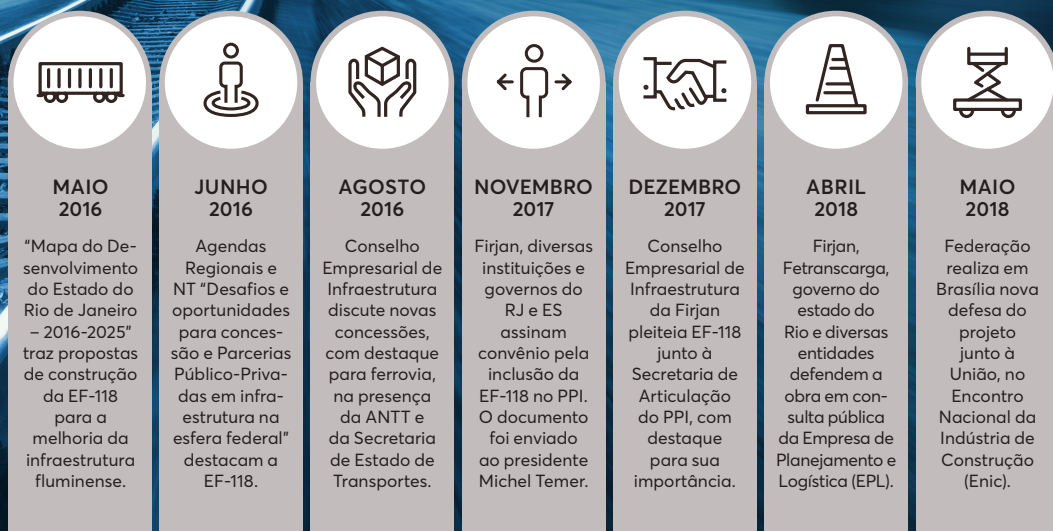 MAIO
2016
“Mapa do De-
senvolvimento
do Estado do
Rio de Janeiro
– 2016-2025”
traz propostas
de construção
da EF-118
para a
melhoria da
infraestrutura
fluminense.
JUNHO
2016
Agendas
Regionais e
NT “Desafios e
oportunidades
para conces-
são e Parcerias
Público-Priva-
das em infra-
estrutura na
esfera federal”
destacam a
EF-118.
AGOSTO
2016
Conselho
Empresarial de
Infraestrutura
discute novas
concessões,
com destaque
para ferrovia,
na presença
da ANTT e
da Secretaria
de Estado de
Transportes.
NOVEMBRO
2017
Firjan, diversas
instituições e
governos do
RJ e ES
assinam
convênio pela
inclusão da
EF-118 no PPI.
O documento
foi enviado
ao presidente
Michel Temer.
DEZEMBRO
2017
Conselho
Empresarial de
Infraestrutura
da Firjan
pleiteia EF-118
junto à
Secretaria de
Articulação
do PPI, com
destaque
para sua
importância.
ABRIL
2018
Firjan,
Fetranscarga,
governo do
estado do
Rio e diversas
entidades
defendem a
obra em con-
sulta pública
da Empresa de
Planejamento e
Logística (EPL).
MAIO
2018
Federação
realiza em
Brasília nova
defesa do
projeto
junto à
União, no
Encontro
Nacional da
Indústria de
Construção
(Enic).